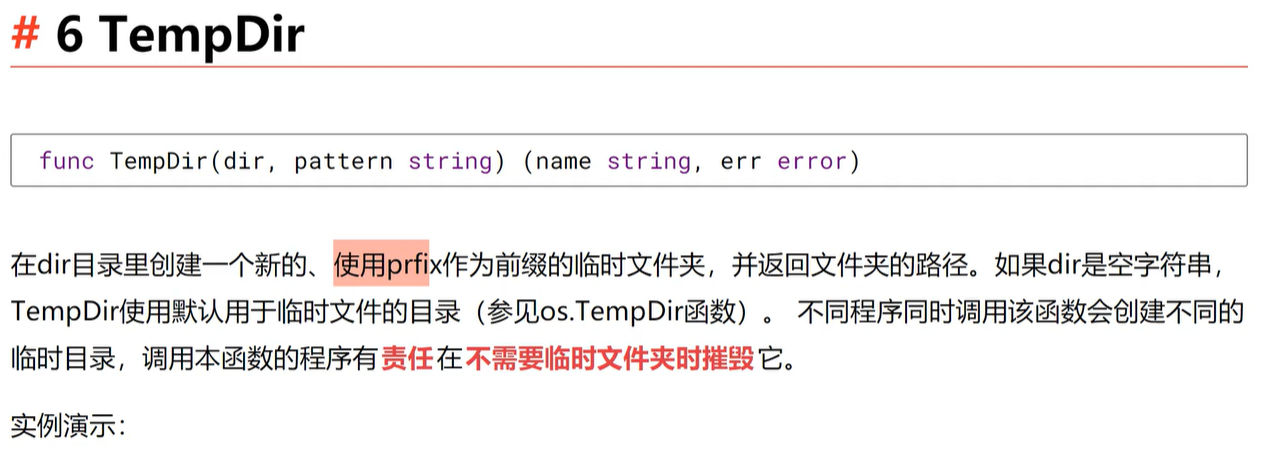 # 6 TempDir
func TempDir(dir, pattern string) (name string, err error)
在dir目录里创建一个新的、使用prfix作为前缀的临时文件夹，并返回文件夹的路径。如果dir是空字符串，
TempDir使用默认用于临时文件的目录（参见os.TempDir函数）。 不同程序同时调用该函数会创建不同的
临时目录，调用本函数的程序有责任在不需要临时文件夹时摧毁它。
实例演示：